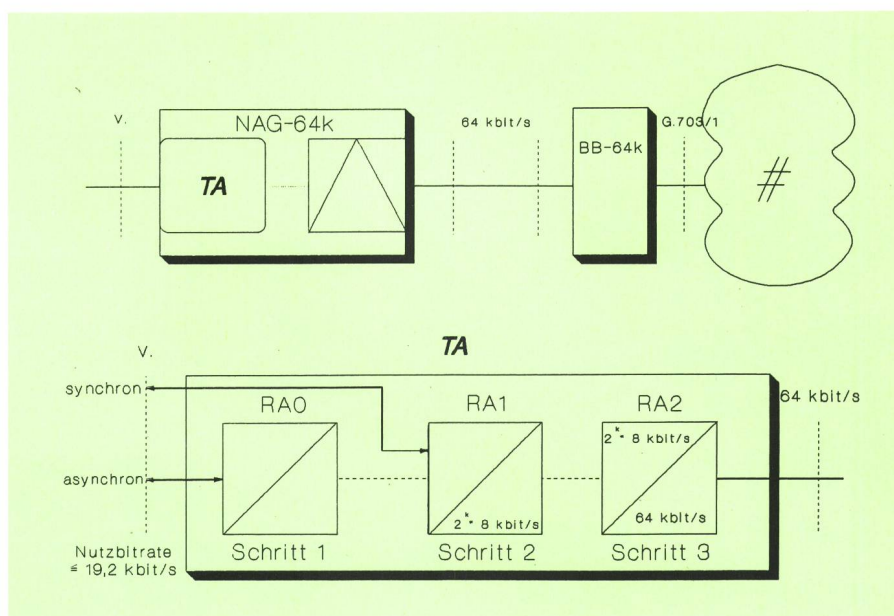 NAG-64k
V.
TA
64 kbit/s
BB-64k
G.703/1
#
TA
V.
synchron
asynchron
Nutzbitrate
≤ 19,2 kbit/s
RA0
Schritt 1
RA1
2ᵏ· 8 kbit/s
Schritt 2
RA2
2ᵏ· 8 kbit/s
64 kbit/s
Schritt 3
64 kbit/s